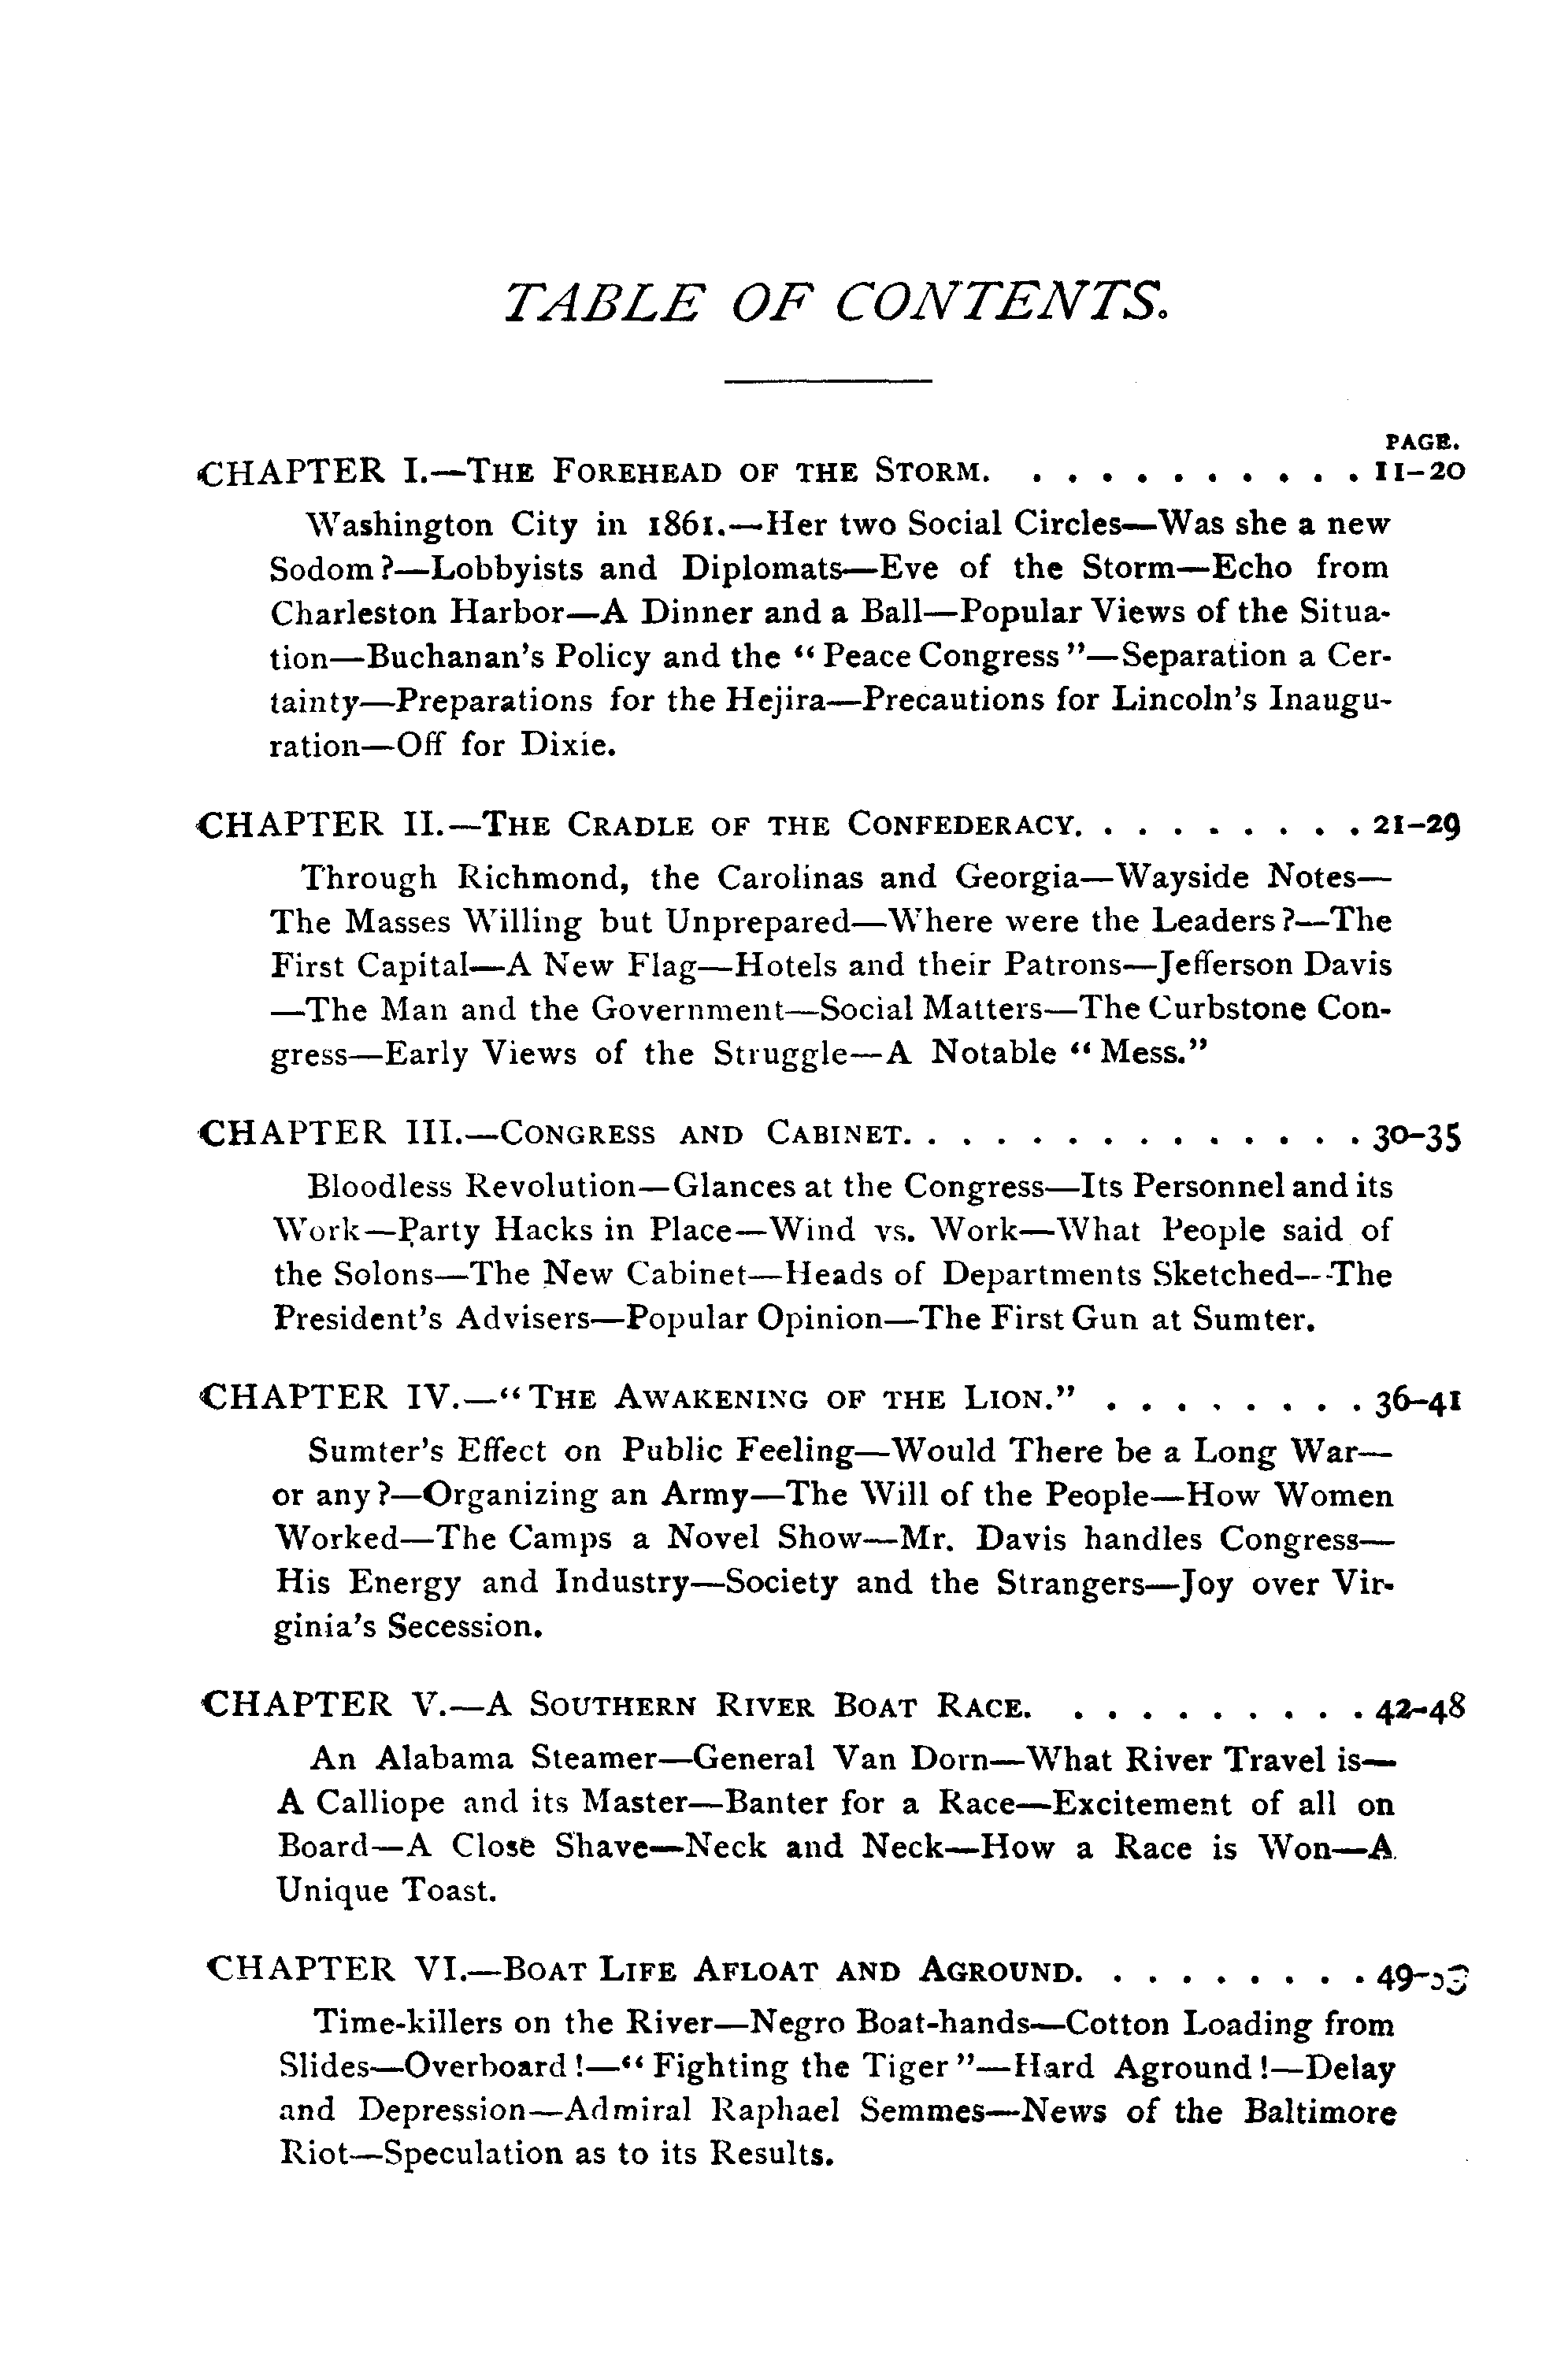 TABLE OF CONTENTS.
PAGE.
CHAPTER I.—THE FOREHEAD OF THE STORM. . . . . . . . . . . 11–20
Washington City in 1861.—Her two Social Circles—Was she a new
Sodom?—Lobbyists and Diplomats—Eve of the Storm—Echo from
Charleston Harbor—A Dinner and a Ball—Popular Views of the Situa-
tion—Buchanan's Policy and the "Peace Congress"—Separation a Cer-
tainty—Preparations for the Hejira—Precautions for Lincoln's Inaugu-
ration—Off for Dixie.
CHAPTER II.—THE CRADLE OF THE CONFEDERACY. . . . . . . . . 21–29
Through Richmond, the Carolinas and Georgia—Wayside Notes—
The Masses Willing but Unprepared—Where were the Leaders?—The
First Capital—A New Flag—Hotels and their Patrons—Jefferson Davis
—The Man and the Government—Social Matters—The Curbstone Con-
gress—Early Views of the Struggle—A Notable "Mess."
CHAPTER III.—CONGRESS AND CABINET. . . . . . . . . . . . . . 30–35
Bloodless Revolution—Glances at the Congress—Its Personnel and its
Work—Party Hacks in Place—Wind vs. Work—What People said of
the Solons—The New Cabinet—Heads of Departments Sketched—The
President's Advisers—Popular Opinion—The First Gun at Sumter.
CHAPTER IV.—"THE AWAKENING OF THE LION." . . . . . . . . 36–41
Sumter's Effect on Public Feeling—Would There be a Long War—
or any?—Organizing an Army—The Will of the People—How Women
Worked—The Camps a Novel Show—Mr. Davis handles Congress—
His Energy and Industry—Society and the Strangers—Joy over Vir-
ginia's Secession.
CHAPTER V.—A SOUTHERN RIVER BOAT RACE. . . . . . . . . . 42–48
An Alabama Steamer—General Van Dorn—What River Travel is—
A Calliope and its Master—Banter for a Race—Excitement of all on
Board—A Close Shave—Neck and Neck—How a Race is Won—A
Unique Toast.
CHAPTER VI.—BOAT LIFE AFLOAT AND AGROUND. . . . . . . . .
Time-killers on the River—Negro Boat-hands—Cotton Loading from
Slides—Overboard!—"Fighting the Tiger"—Hard Aground!—Delay
and Depression—Admiral Raphael Semmes—News of the Baltimore
Riot—Speculation as to its Results.